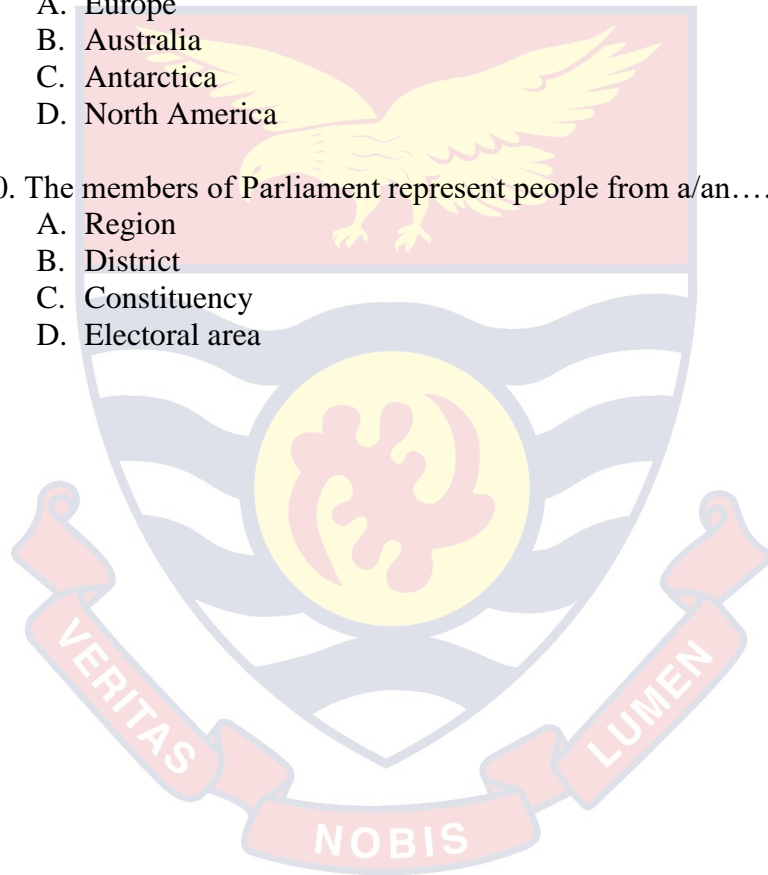 A. Europe
B. Australia
C. Antarctica
D. North America
0. The members of Parliament represent people from a/an….
A. Region
B. District
C. Constituency
D. Electoral area
VERITAS
NOBIS
LUMEN